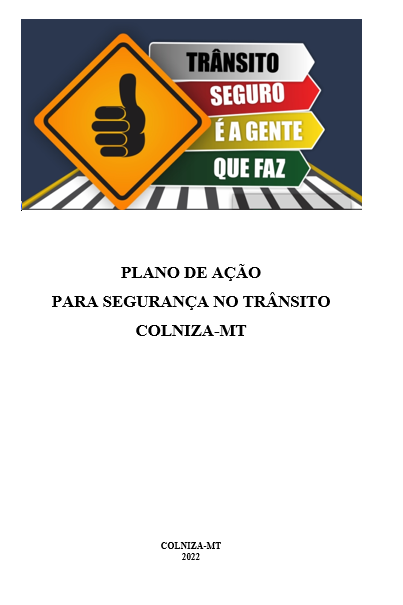 TRÂNSITO
SEGURO
É A GENTE
QUE FAZ
PLANO DE AÇÃO
PARA SEGURANÇA NO TRÂNSITO
COLNIZA-MT
COLNIZA-MT
2022